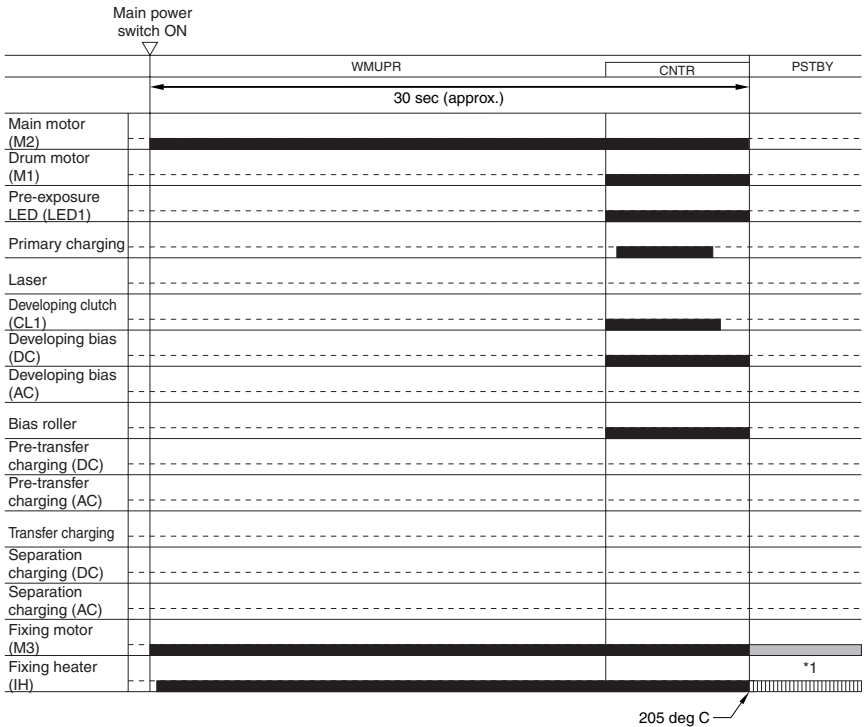 Main power
switch ON
WMUPR
CNTR
PSTBY
30 sec (approx.)
Main motor
(M2)
Drum motor
(M1)
Pre-exposure
LED (LED1)
Primary charging
Laser
Developing clutch
(CL1)
Developing bias
(DC)
Developing bias
(AC)
Bias roller
Pre-transfer
charging (DC)
Pre-transfer
charging (AC)
Transfer charging
Separation
charging (DC)
Separation
charging (AC)
Fixing motor
(M3)
Fixing heater
(IH)
*1
205 deg C